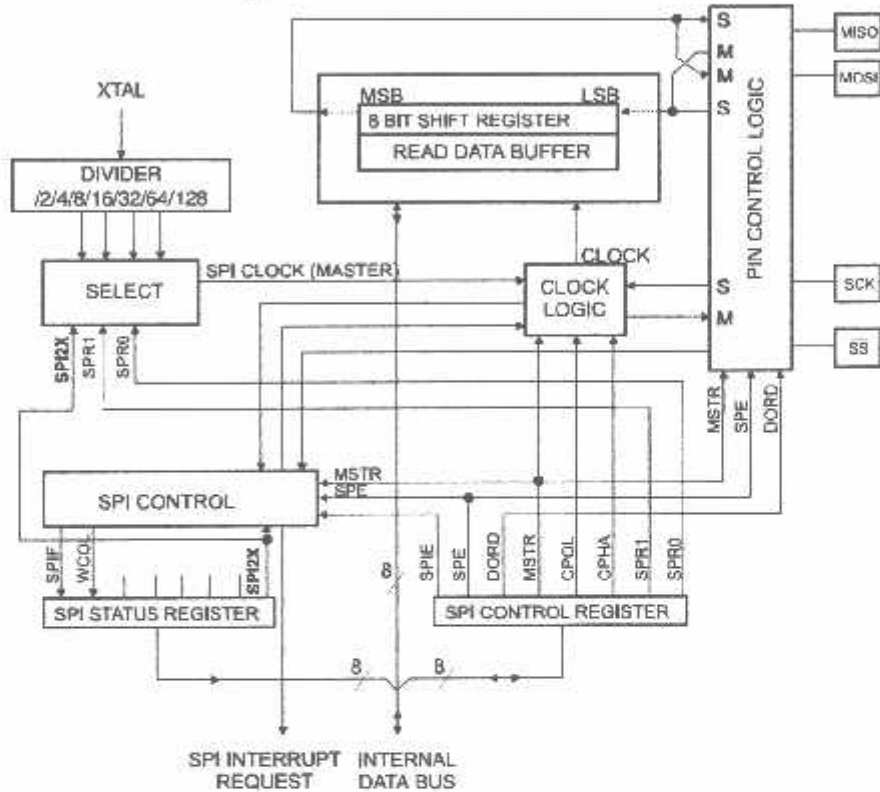 XTAL
DIVIDER
/2/4/8/16/32/64/128
SELECT
SPI2X
SPR1
SPR0
SPI CLOCK (MASTER)
MSB
LSB
8 BIT SHIFT REGISTER
READ DATA BUFFER
CLOCK
CLOCK
LOGIC
S
M
M
S
S
M
PIN CONTROL LOGIC
MISO
MOSI
SCK
SS
MSTR
SPE
DORD
SPI CONTROL
MSTR
SPE
SPIF
WCOL
SPI2X
SPI STATUS REGISTER
SPIE
SPE
DORD
MSTR
CPOL
CPHA
SPR1
SPR0
SPI CONTROL REGISTER
8
8
8
SPI INTERRUPT
REQUEST
INTERNAL
DATA BUS